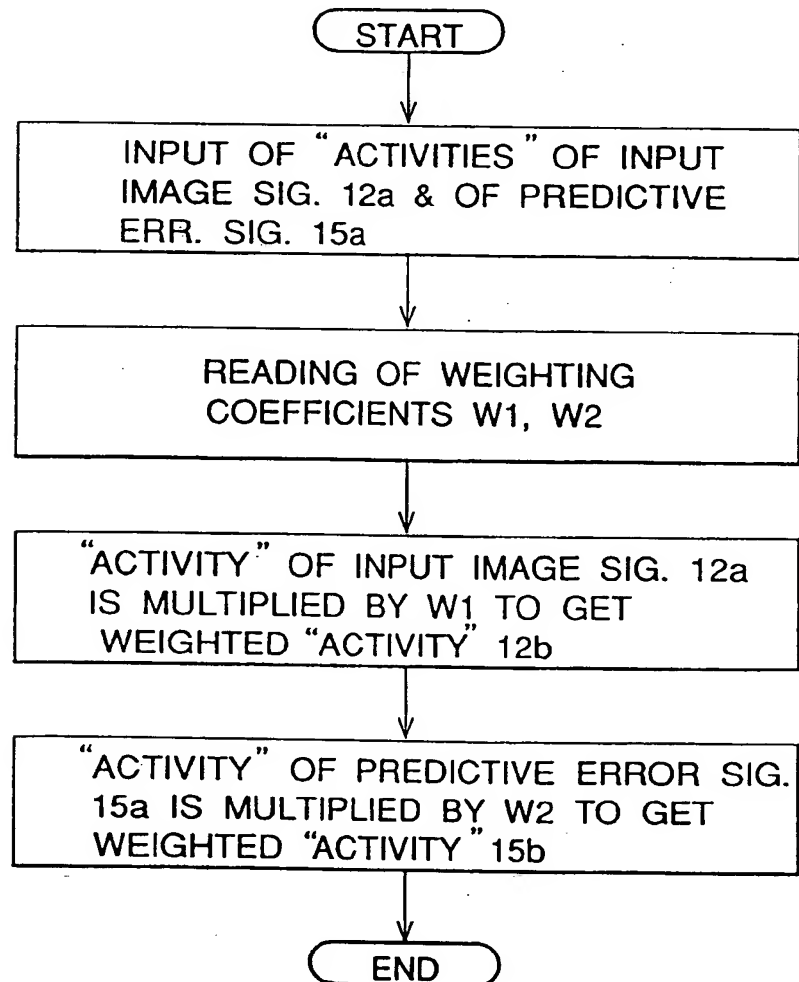 START
INPUT OF "ACTIVITIES" OF INPUT
IMAGE SIG. 12a & OF PREDICTIVE
ERR. SIG. 15a
READING OF WEIGHTING
COEFFICIENTS W1, W2
"ACTIVITY" OF INPUT IMAGE SIG. 12a
IS MULTIPLIED BY W1 TO GET
WEIGHTED "ACTIVITY" 12b
"ACTIVITY" OF PREDICTIVE ERROR SIG.
15a IS MULTIPLIED BY W2 TO GET
WEIGHTED "ACTIVITY" 15b
END